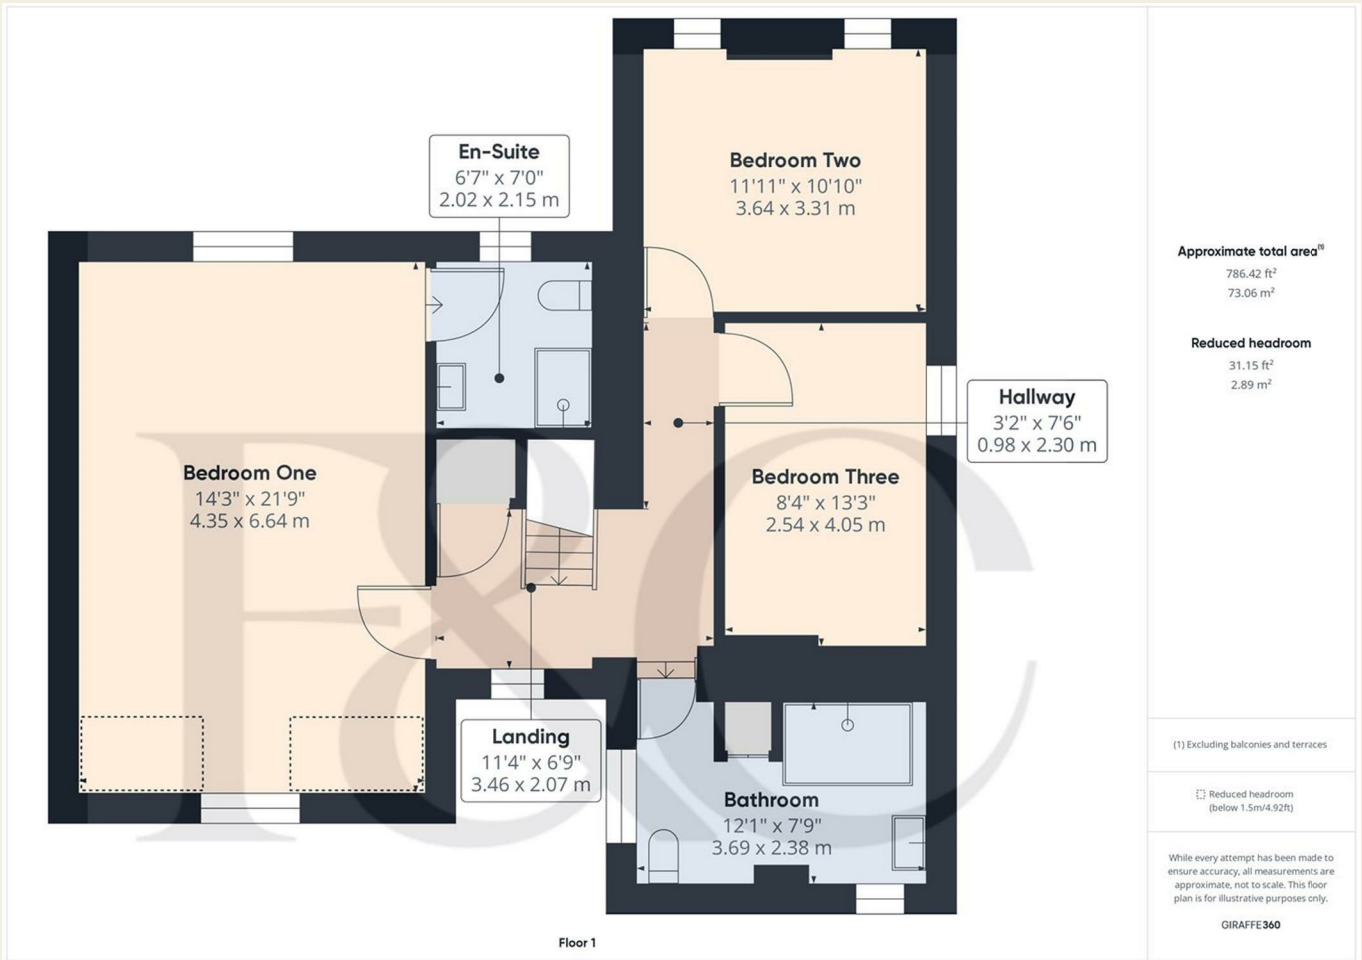 En-Suite
6'7" x 7'0"
2.02 x 2.15 m
Bedroom Two
11'11" x 10'10"
3.64 x 3.31 m
Hallway
3'2" x 7'6"
0.98 x 2.30 m
Bedroom One
14'3" x 21'9"
4.35 x 6.64 m
Bedroom Three
8'4" x 13'3"
2.54 x 4.05 m
Landing
11'4" x 6'9"
3.46 x 2.07 m
Bathroom
12'1" x 7'9"
3.69 x 2.38 m
Floor 1
F&C
Approximate total area(1)
786.42 ft²
73.06 m²
Reduced headroom
31.15 ft²
2.89 m²
(1) Excluding balconies and terraces
Reduced headroom
(below 1.5m/4.92ft)
While every attempt has been made to
ensure accuracy, all measurements are
approximate, not to scale. This floor
plan is for illustrative purposes only.
GIRAFFE360